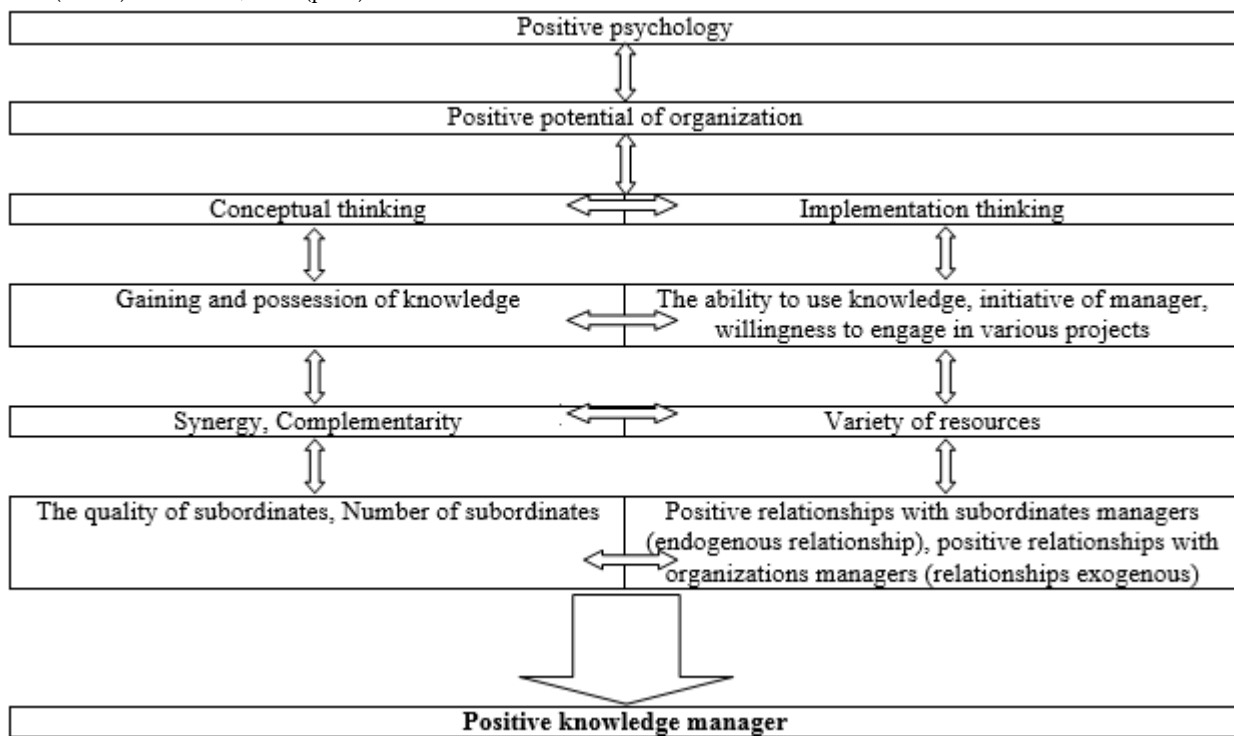 Positive psychology
Positive potential of organization
Conceptual thinking
Implementation thinking
Gaining and possession of knowledge
The ability to use knowledge, initiative of manager,
willingness to engage in various projects
Synergy, Complementarity
Variety of resources
The quality of subordinates, Number of subordinates
Positive relationships with subordinates managers
(endogenous relationship), positive relationships with
organizations managers (relationships exogenous)
Positive knowledge manager